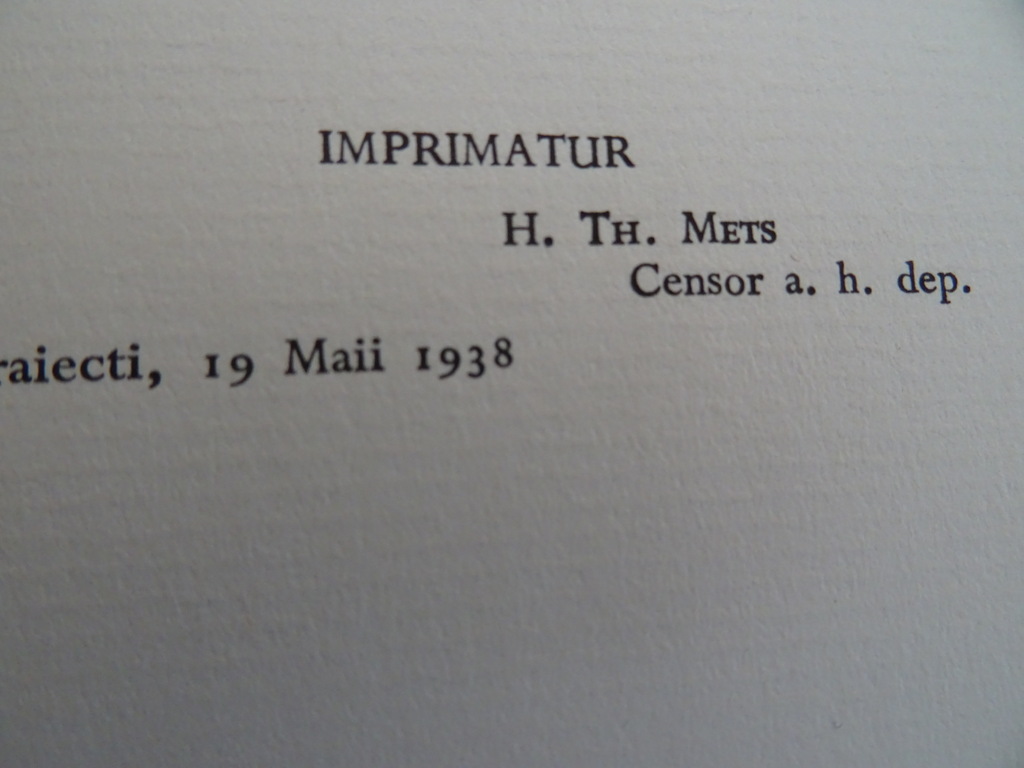 IMPRIMATUR
H. TH. METS
Censor a. h. dep.
raiecti, 19 Maii 1938